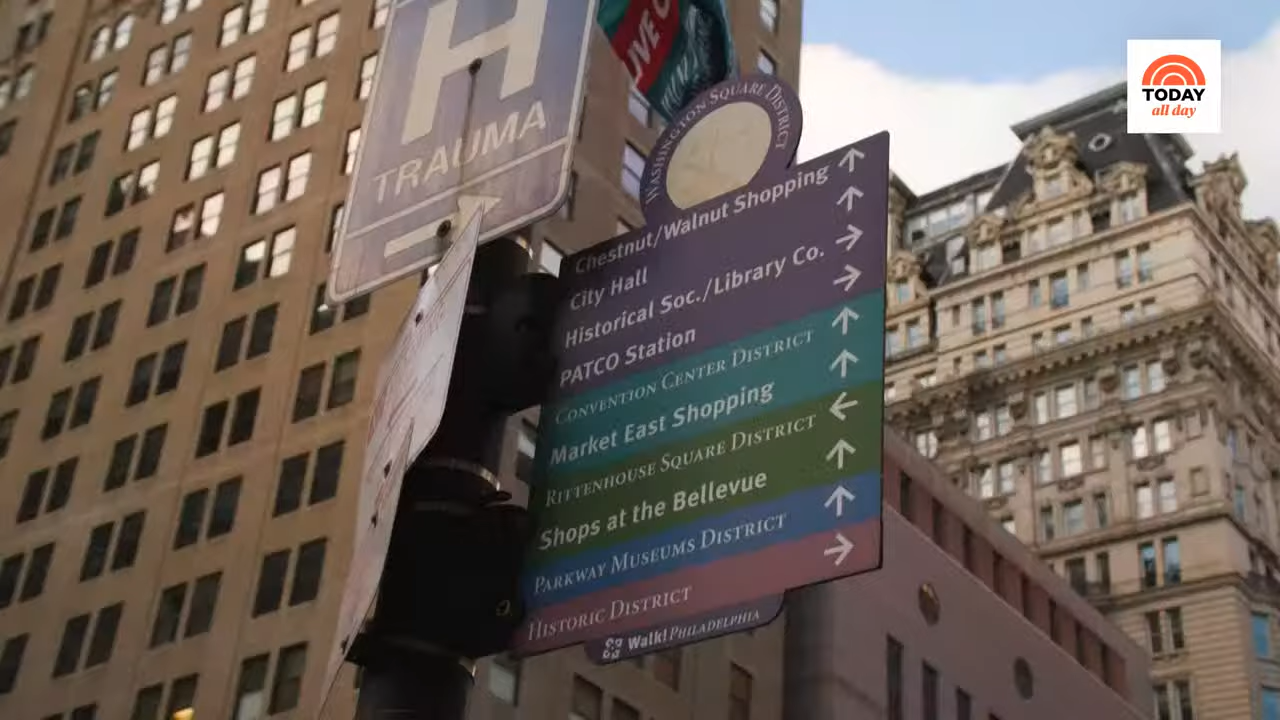 H
TRAUMA
LIVE
WASHINGTON SQUARE DISTRICT
Chestnut/Walnut Shopping
City Hall
Historical Soc./Library Co.
PATCO Station
CONVENTION CENTER DISTRICT
Market East Shopping
RITTENHOUSE SQUARE DISTRICT
Shops at the Bellevue
PARKWAY MUSEUMS DISTRICT
HISTORIC DISTRICT
Walk!PHILADELPHIA
TODAY
all day